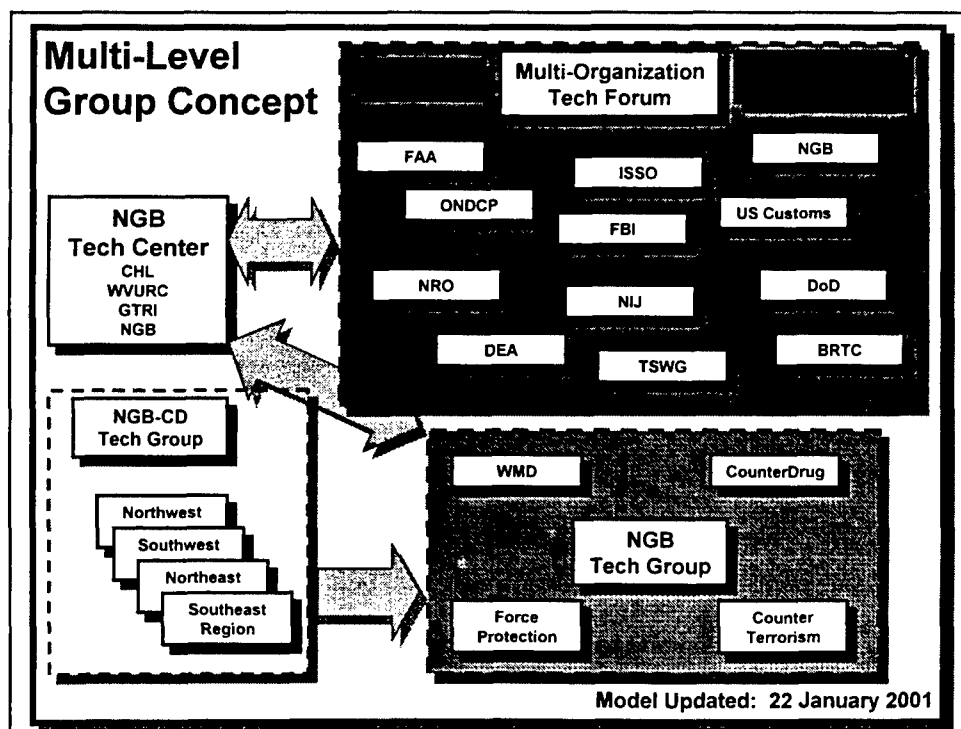 Multi-Level
Group Concept
Multi-Organization
Tech Forum
FAA
ISSO
NGB
ONDCP
FBI
US Customs
NRO
NIJ
DoD
DEA
TSWG
BRTC
NGB
Tech Center
CHL
WVURC
GTRI
NGB
NGB-CD
Tech Group
Northwest
Southwest
Northeast
Southeast
Region
WMD
CounterDrug
NGB
Tech Group
Force
Protection
Counter
Terrorism
Model Updated: 22 January 2001